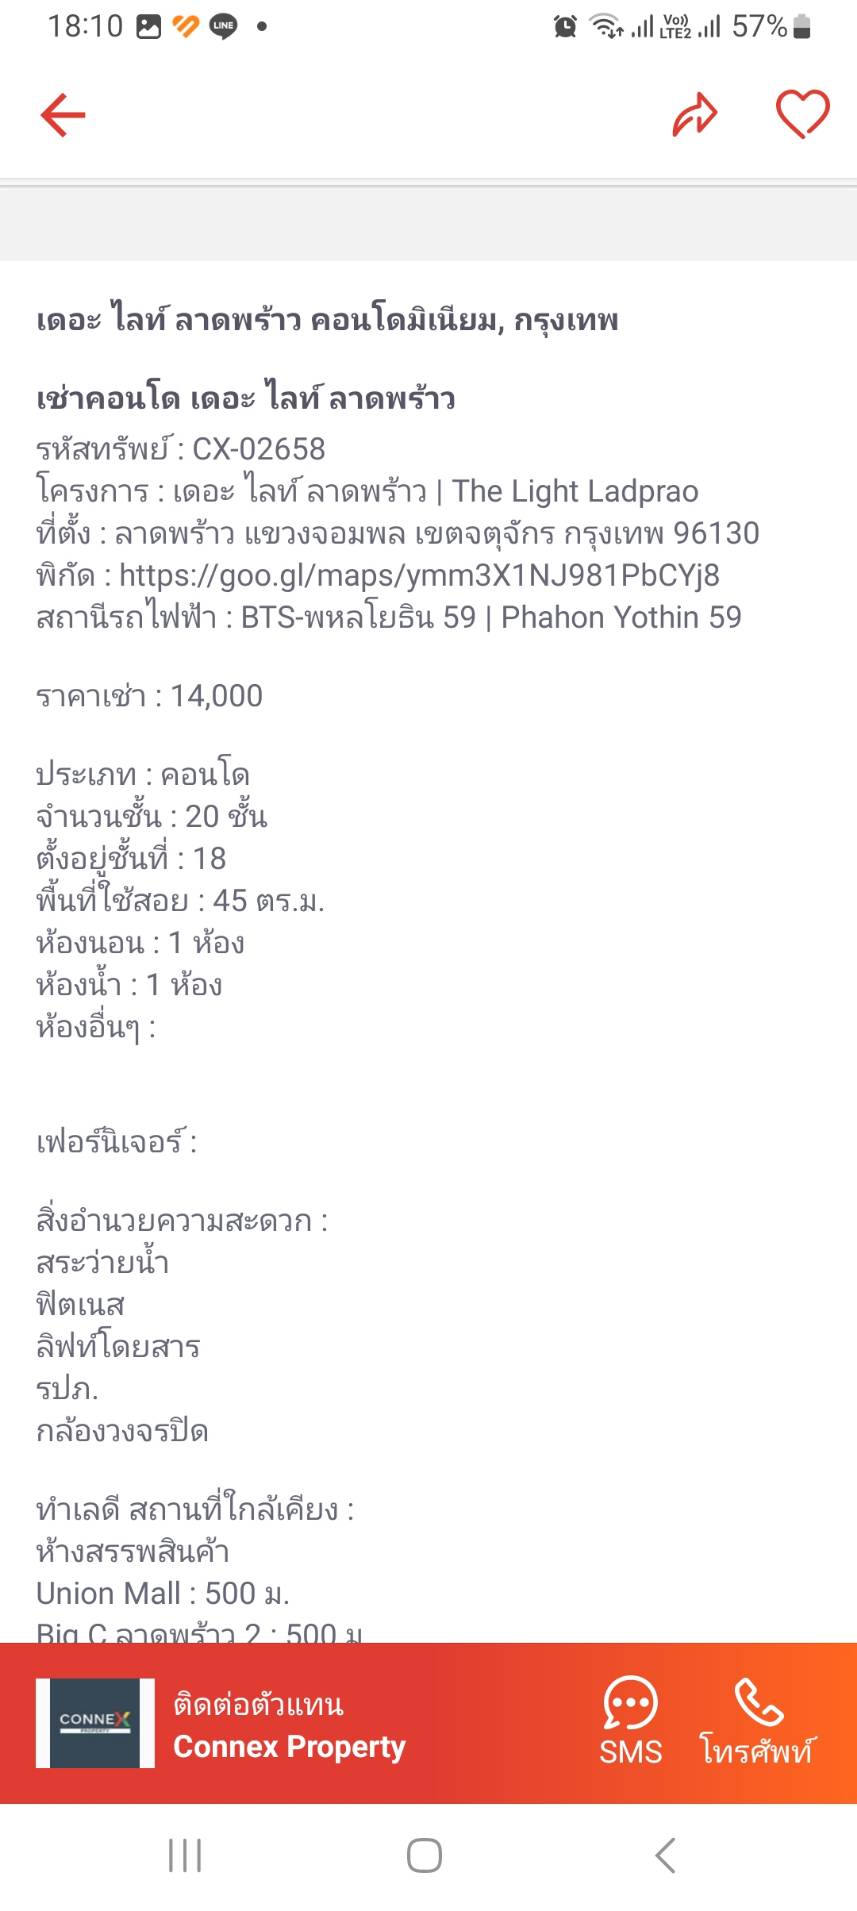 18:10 LINE Vo)) LTE2 57%
เดอะ ไลท์ ลาดพร้าว คอนโดมิเนียม, กรุงเทพ
เช่าคอนโด เดอะ ไลท์ ลาดพร้าว
รหัสทรัพย์ : CX-02658
โครงการ : เดอะ ไลท์ ลาดพร้าว | The Light Ladprao
ที่ตั้ง : ลาดพร้าว แขวงจอมพล เขตจตุจักร กรุงเทพ 96130
พิกัด : https://goo.gl/maps/ymm3X1NJ981PbCYj8
สถานีรถไฟฟ้า : BTS-พหลโยธิน 59 | Phahon Yothin 59
ราคาเช่า : 14,000
ประเภท : คอนโด
จำนวนชั้น : 20 ชั้น
ตั้งอยู่ชั้นที่ : 18
พื้นที่ใช้สอย : 45 ตร.ม.
ห้องนอน : 1 ห้อง
ห้องน้ำ : 1 ห้อง
ห้องอื่นๆ :
เฟอร์นิเจอร์ :
สิ่งอำนวยความสะดวก :
สระว่ายน้ำ
ฟิตเนส
ลิฟท์โดยสาร
รปภ.
กล้องวงจรปิด
ทำเลดี สถานที่ใกล้เคียง :
ห้างสรรพสินค้า
Union Mall : 500 ม.
Big C ลาดพร้าว 2 : 500 ม
CONNEX
PROPERTY
ติดต่อตัวแทน
Connex Property
SMS
โทรศัพท์